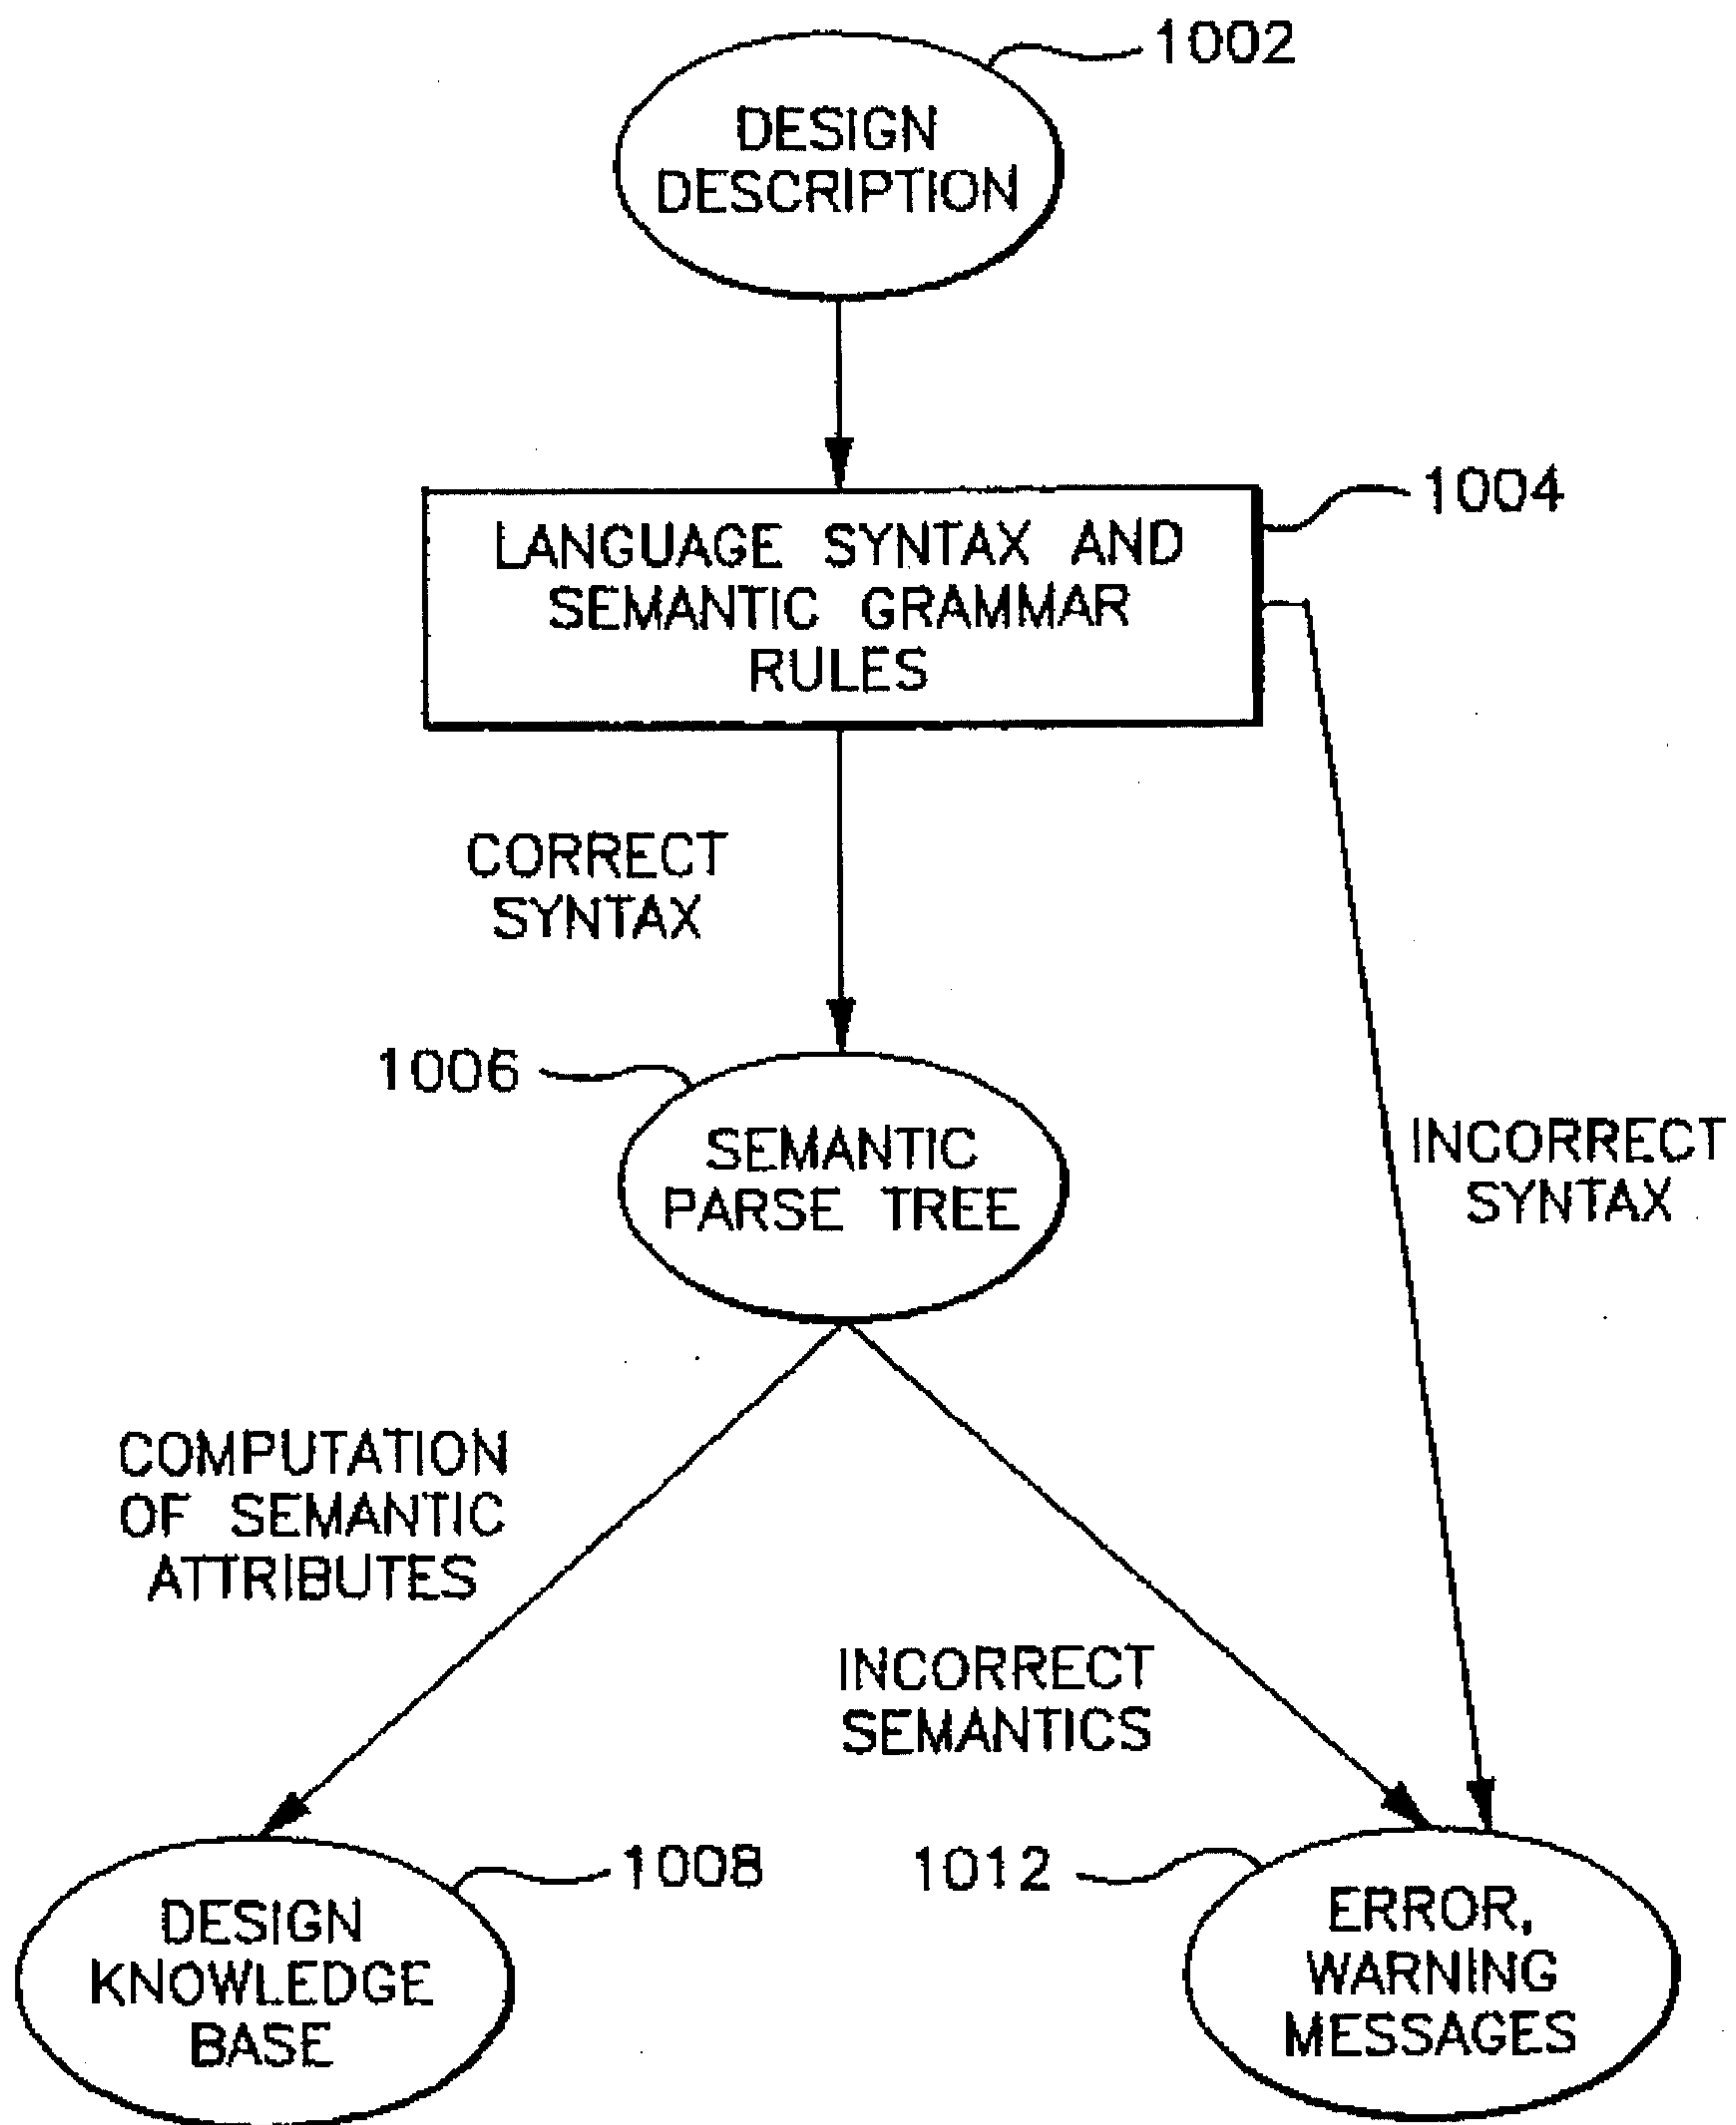 1002
DESIGN
DESCRIPTION
1004
LANGUAGE SYNTAX AND
SEMANTIC GRAMMAR
RULES
CORRECT
SYNTAX
1006
SEMANTIC
PARSE TREE
INCORRECT
SYNTAX
COMPUTATION
OF SEMANTIC
ATTRIBUTES
INCORRECT
SEMANTICS
1008
DESIGN
KNOWLEDGE
BASE
1012
ERROR,
WARNING
MESSAGES